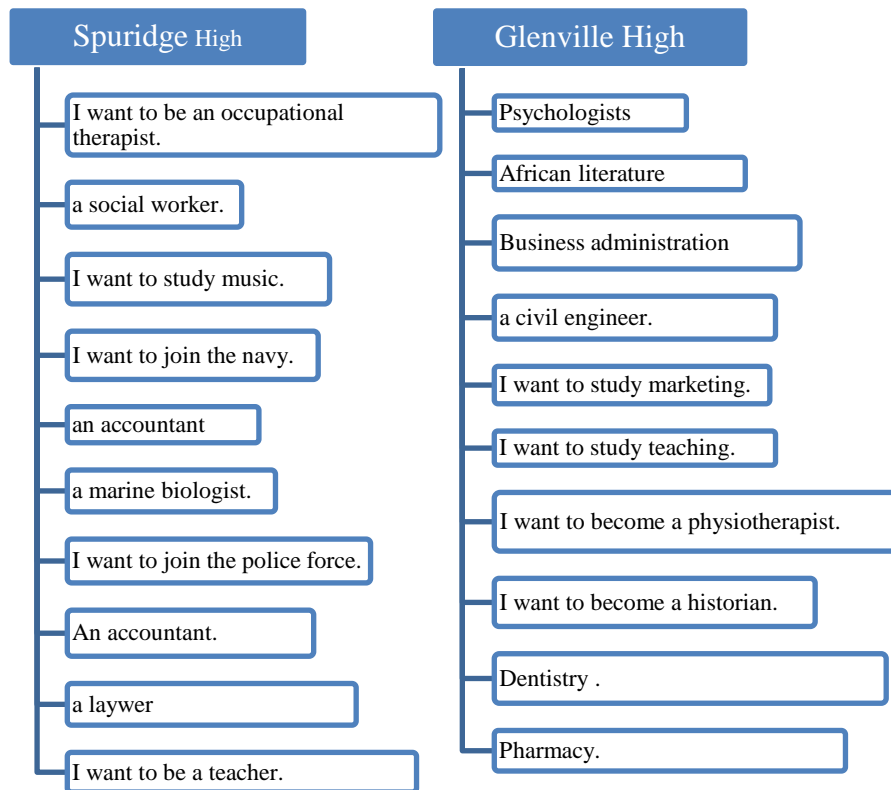 Spuridge High
I want to be an occupational
therapist.
a social worker.
I want to study music.
I want to join the navy.
an accountant
a marine biologist.
I want to join the police force.
An accountant.
a laywer
I want to be a teacher.
Glenville High
Psychologists
African literature
Business administration
a civil engineer.
I want to study marketing.
I want to study teaching.
I want to become a physiotherapist.
I want to become a historian.
Dentistry .
Pharmacy.